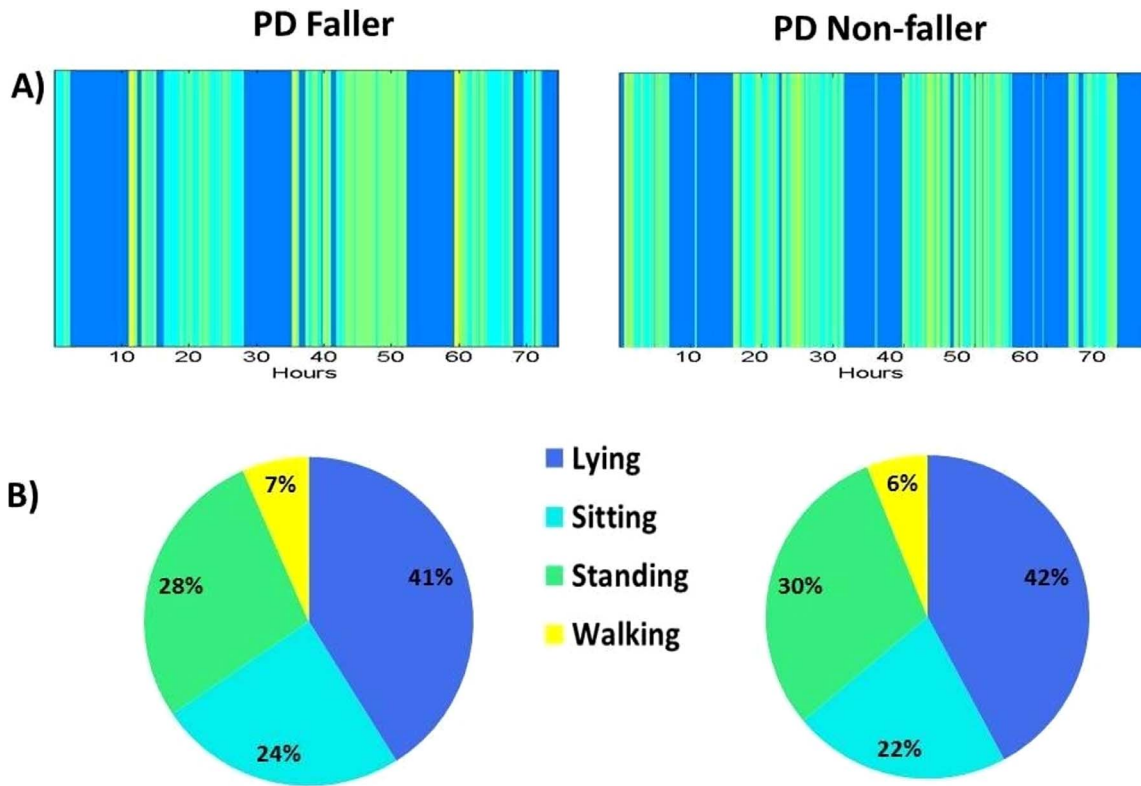 PD Faller
PD Non-faller
A)
10 20 30 40 50 60 70
Hours
10 20 30 40 50 60 70
Hours
B)
7%
41%
24%
28%
Lying
Sitting
Standing
Walking
6%
42%
22%
30%